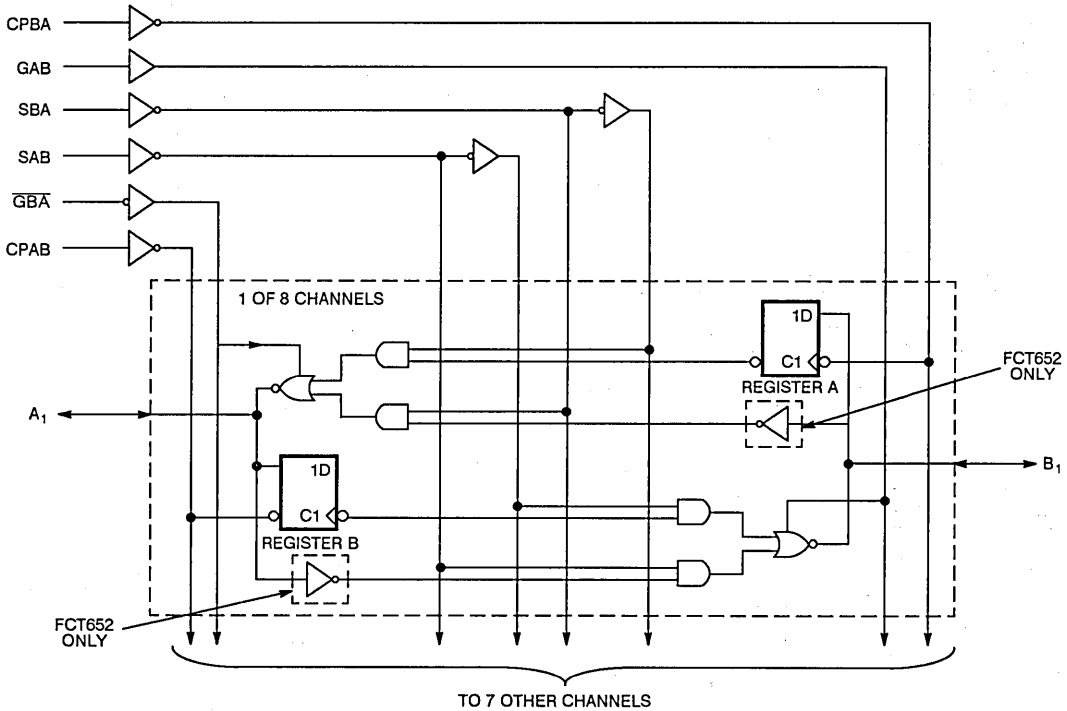 CPBA
GAB
SBA
SAB
G̅B̅A̅
CPAB
1 OF 8 CHANNELS
1D
C1
REGISTER A
FCT652
ONLY
A1
B1
1D
C1
REGISTER B
FCT652
ONLY
TO 7 OTHER CHANNELS